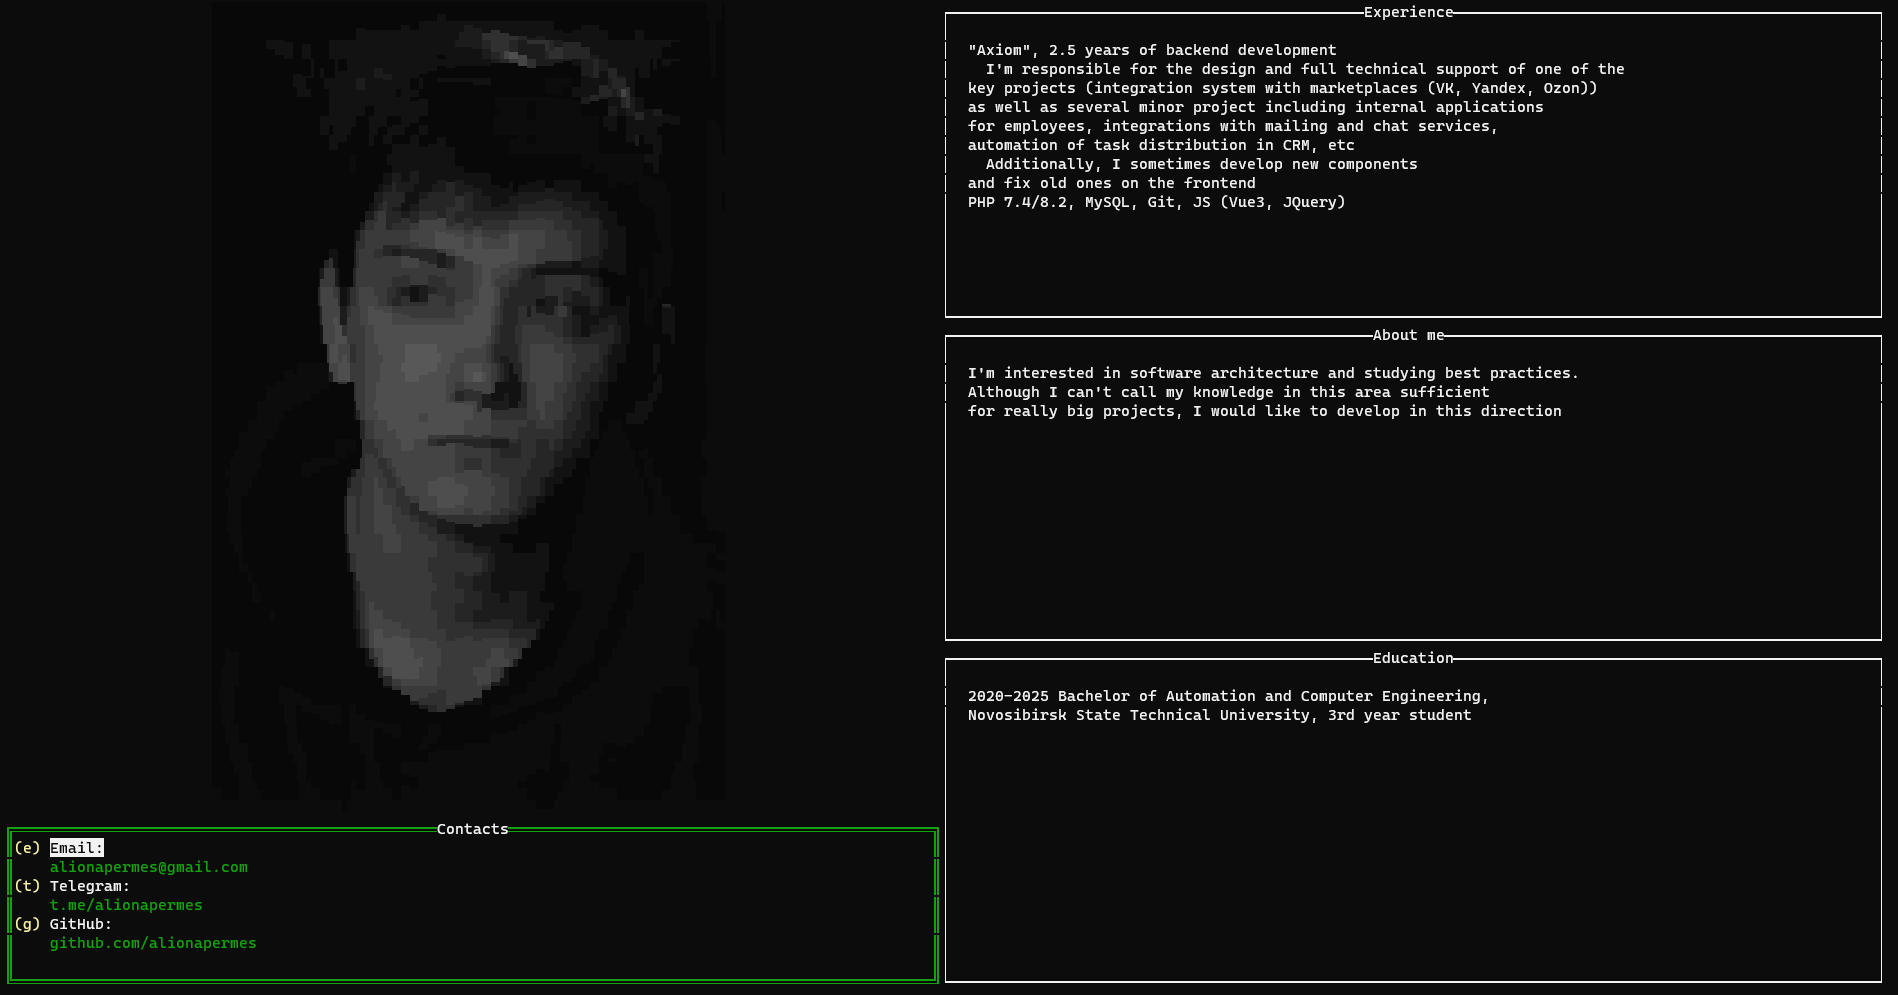 Experience
"Axiom", 2.5 years of backend development
I'm responsible for the design and full technical support of one of the
key projects (integration system with marketplaces (VK, Yandex, Ozon))
as well as several minor project including internal applications
for employees, integrations with mailing and chat services,
automation of task distribution in CRM, etc
Additionally, I sometimes develop new components
and fix old ones on the frontend
PHP 7.4/8.2, MySQL, Git, JS (Vue3, JQuery)
About me
I'm interested in software architecture and studying best practices.
Although I can't call my knowledge in this area sufficient
for really big projects, I would like to develop in this direction
Education
2020-2025 Bachelor of Automation and Computer Engineering,
Novosibirsk State Technical University, 3rd year student
Contacts
(e) Email:
alionapermes@gmail.com
(t) Telegram:
t.me/alionapermes
(g) GitHub:
github.com/alionapermes